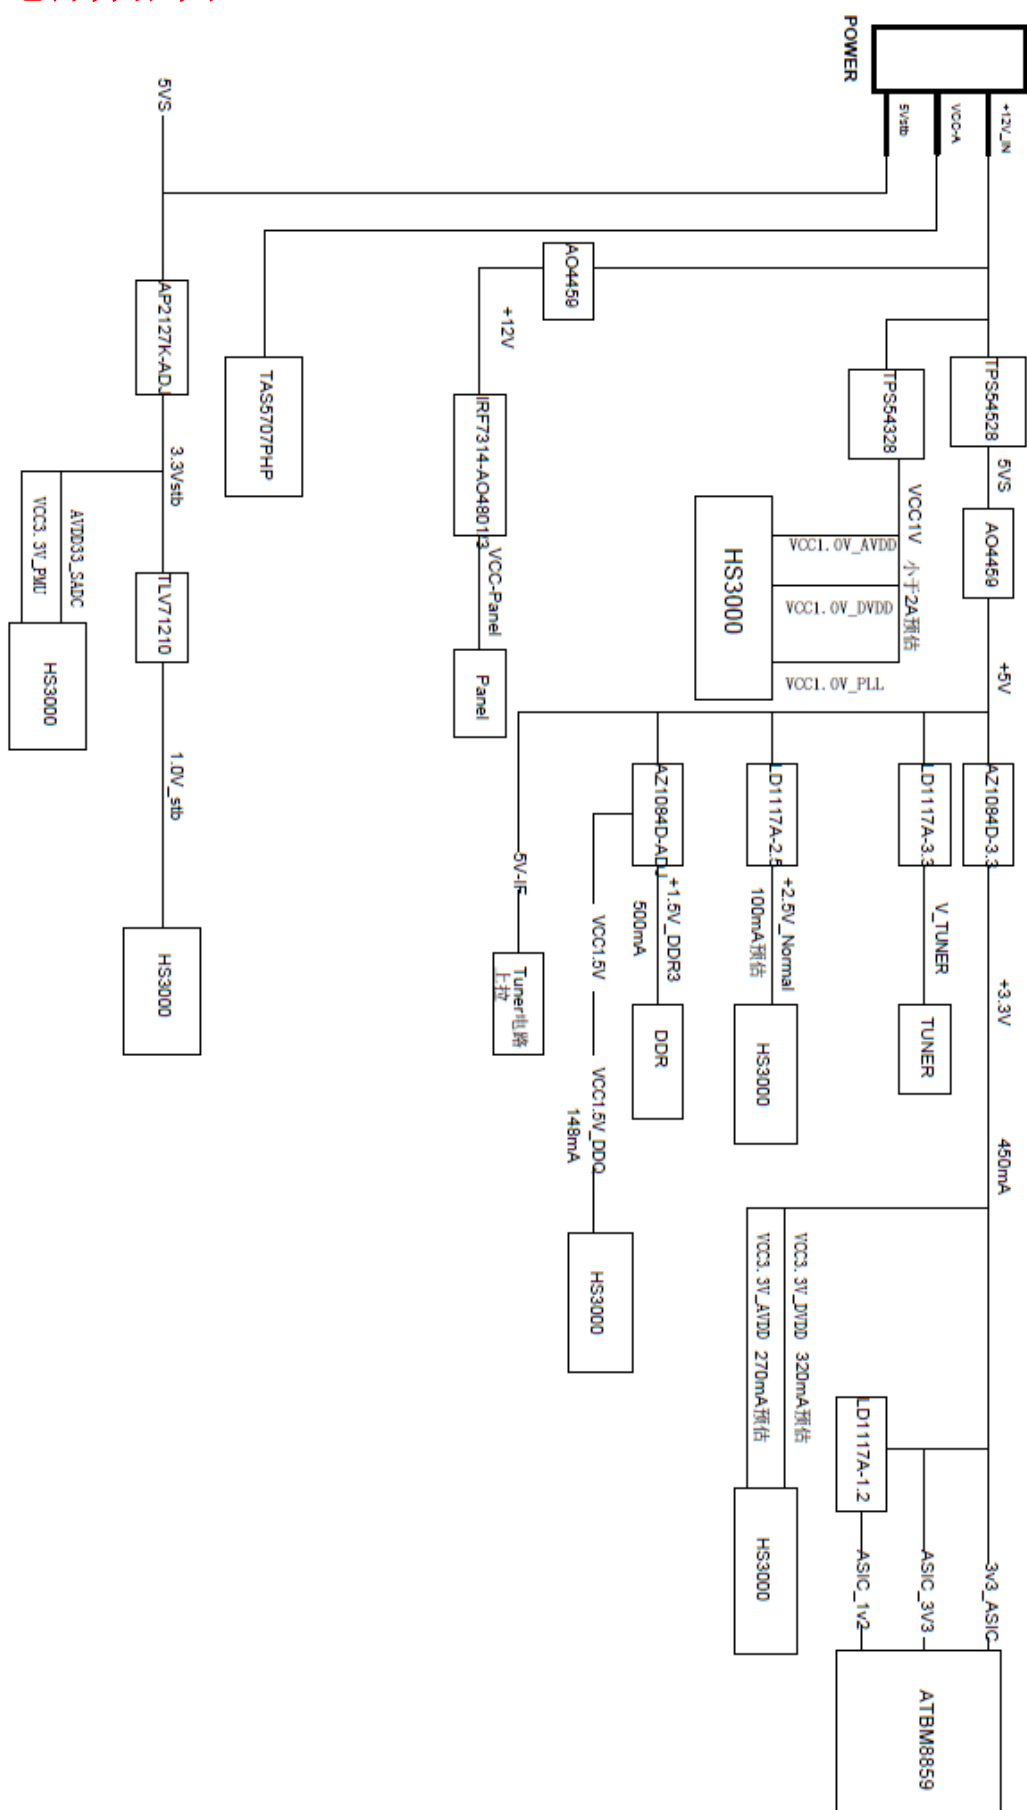 POWER
+12V_IN
VCC-A
5Vstb
5VS
AO4459
+12V
AP2127K-ADJ
TAS5707PHP
IRF7314-AO4801
TPS54328
TPS54528
5VS
AO4459
VCC1V 小于2A预估
VCC1.0V_AVDD
VCC1.0V_DVDD
VCC1.0V_PLL
HS3000
3.3Vstb
AVDD33_SADC
VCC3.3V_PMU
HS3000
TLV71210
1.0V_stb
HS3000
VCC-Panel
Panel
+5V
AZ1084D-3.3
LD1117A-3.3
LD1117A-2.5
AZ1084D-ADJ
5V-IF
Tuner电路
上拉
VCC1.5V
+1.5V_DDR3
500mA
DDR
+2.5V_Normal
100mA预估
HS3000
V_TUNER
TUNER
+3.3V
450mA
VCC1.5V_DDQ
148mA
HS3000
VCC3.3V_DVDD 320mA预估
VCC3.3V_AVDD 270mA预估
HS3000
LD1117A-1.2
3v3_ASIC
ASIC_3V3
ASIC_1v2
ATBM8859